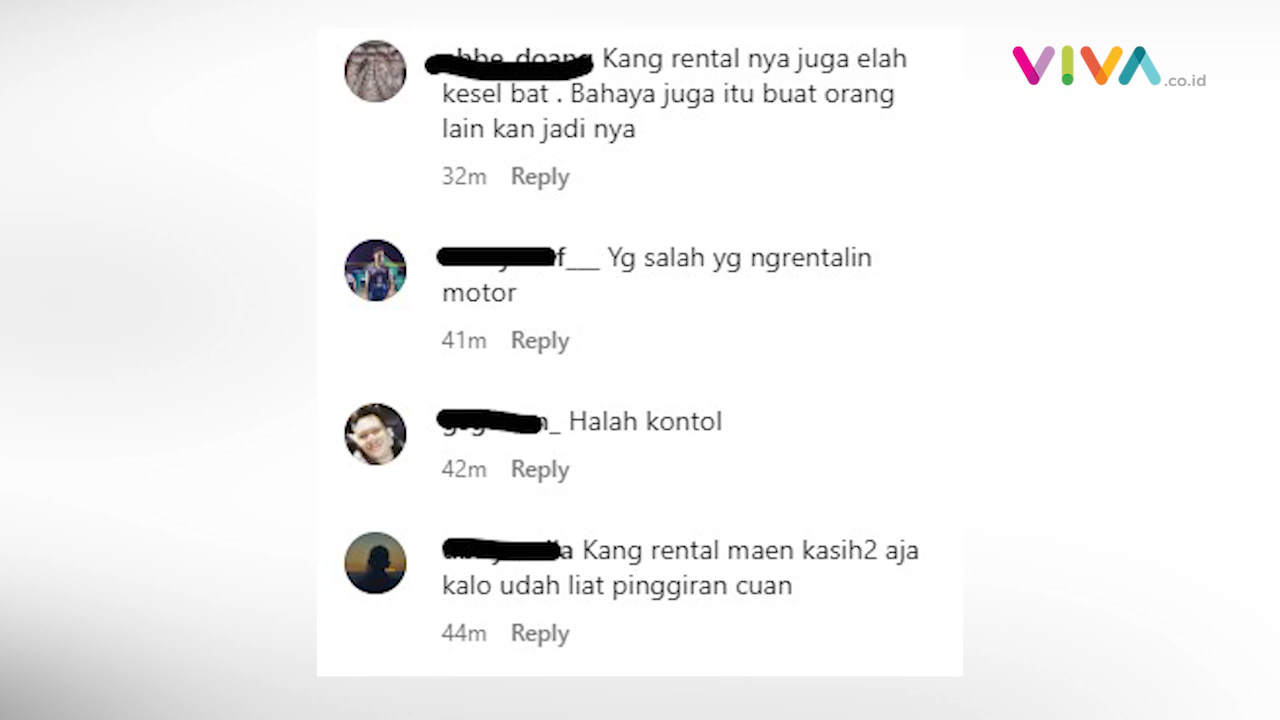 VIVA.co.id
Kang rental nya juga elah
kesel bat . Bahaya juga itu buat orang
lain kan jadi nya
32m Reply
f___ Yg salah yg ngrentalin
motor
41m Reply
_ Halah kontol
42m Reply
a Kang rental maen kasih2 aja
kalo udah liat pinggiran cuan
44m Reply